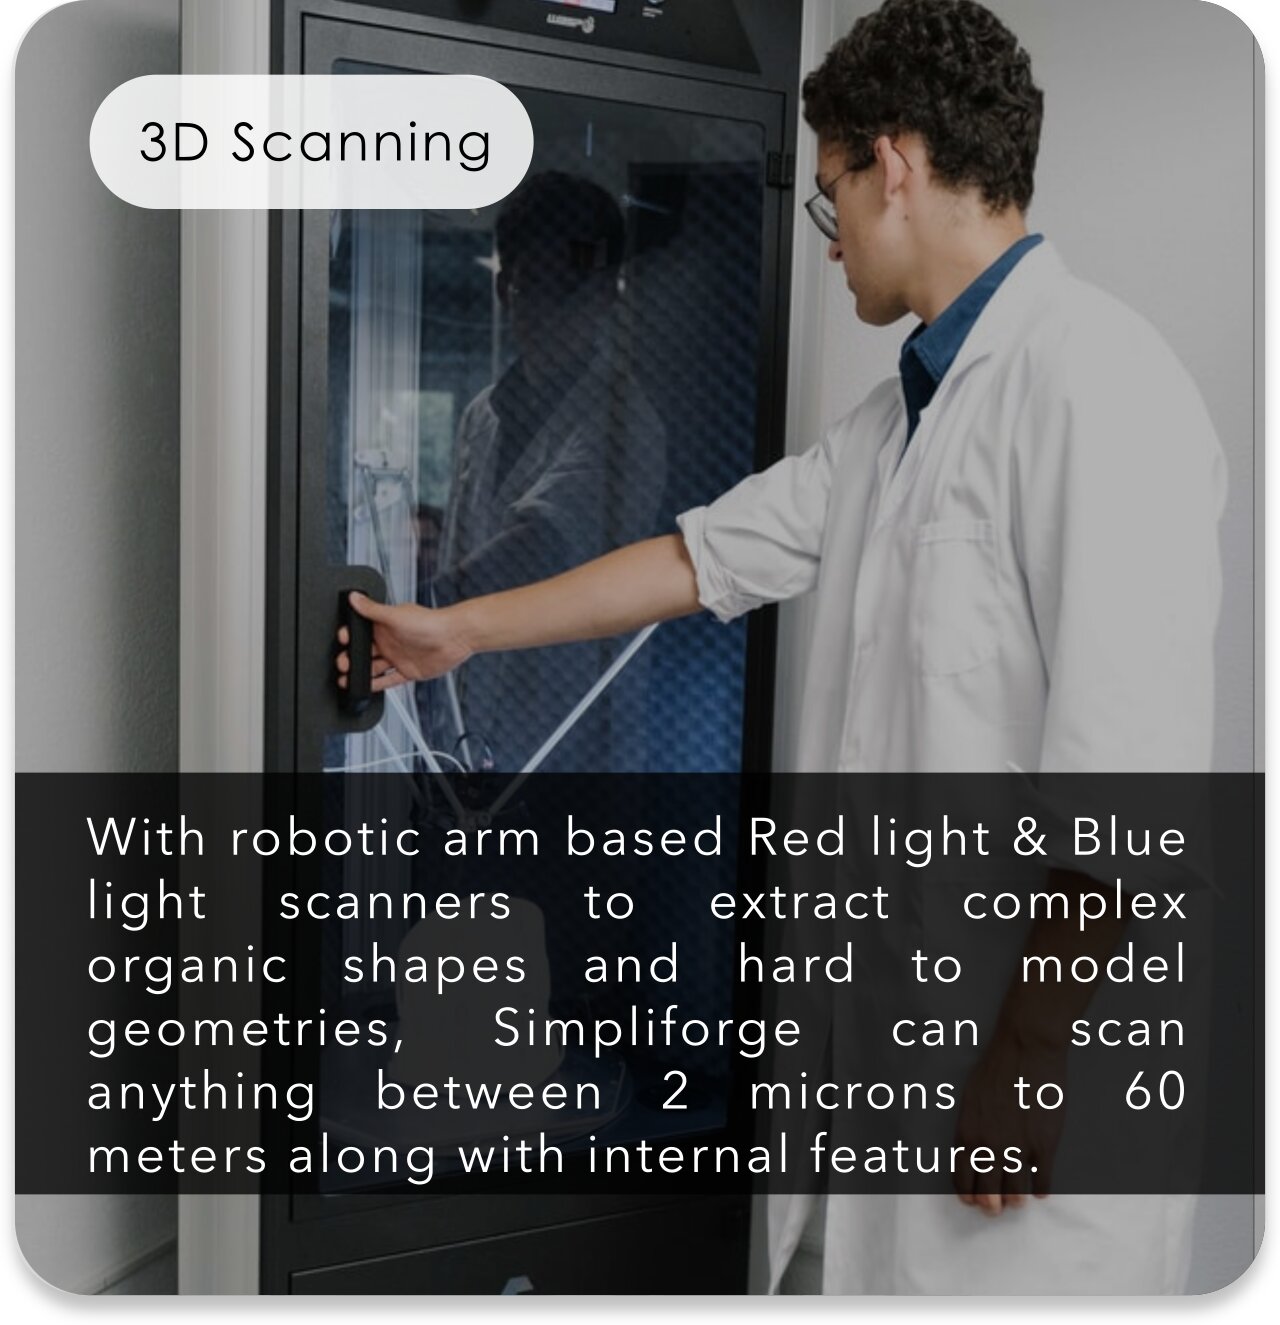 WASP
3D Scanning
With robotic arm based Red light & Blue
light scanners to extract complex
organic shapes and hard to model
geometries, Simpliforge can scan
anything between 2 microns to 60
meters along with internal features.